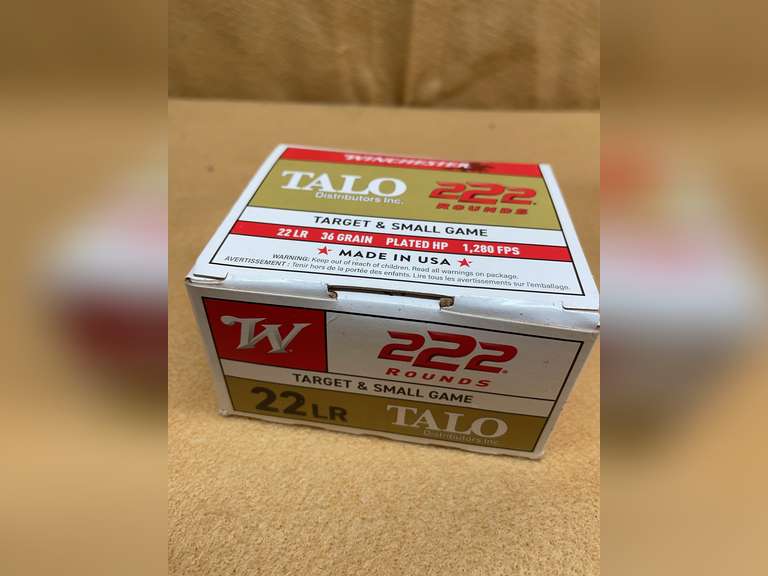 WINCHESTER
TALO
Distributors Inc.
222
ROUNDS
TARGET & SMALL GAME
22 LR 36 GRAIN PLATED HP 1,280 FPS
★ MADE IN USA ★
WARNING: Keep out of reach of children. Read all warnings on package.
AVERTISSEMENT : Tenir hors de la portée des enfants. Lire tous les avertissements sur l'emballage.
W
222
ROUNDS
TARGET & SMALL GAME
22 LR
TALO
Distributors Inc.